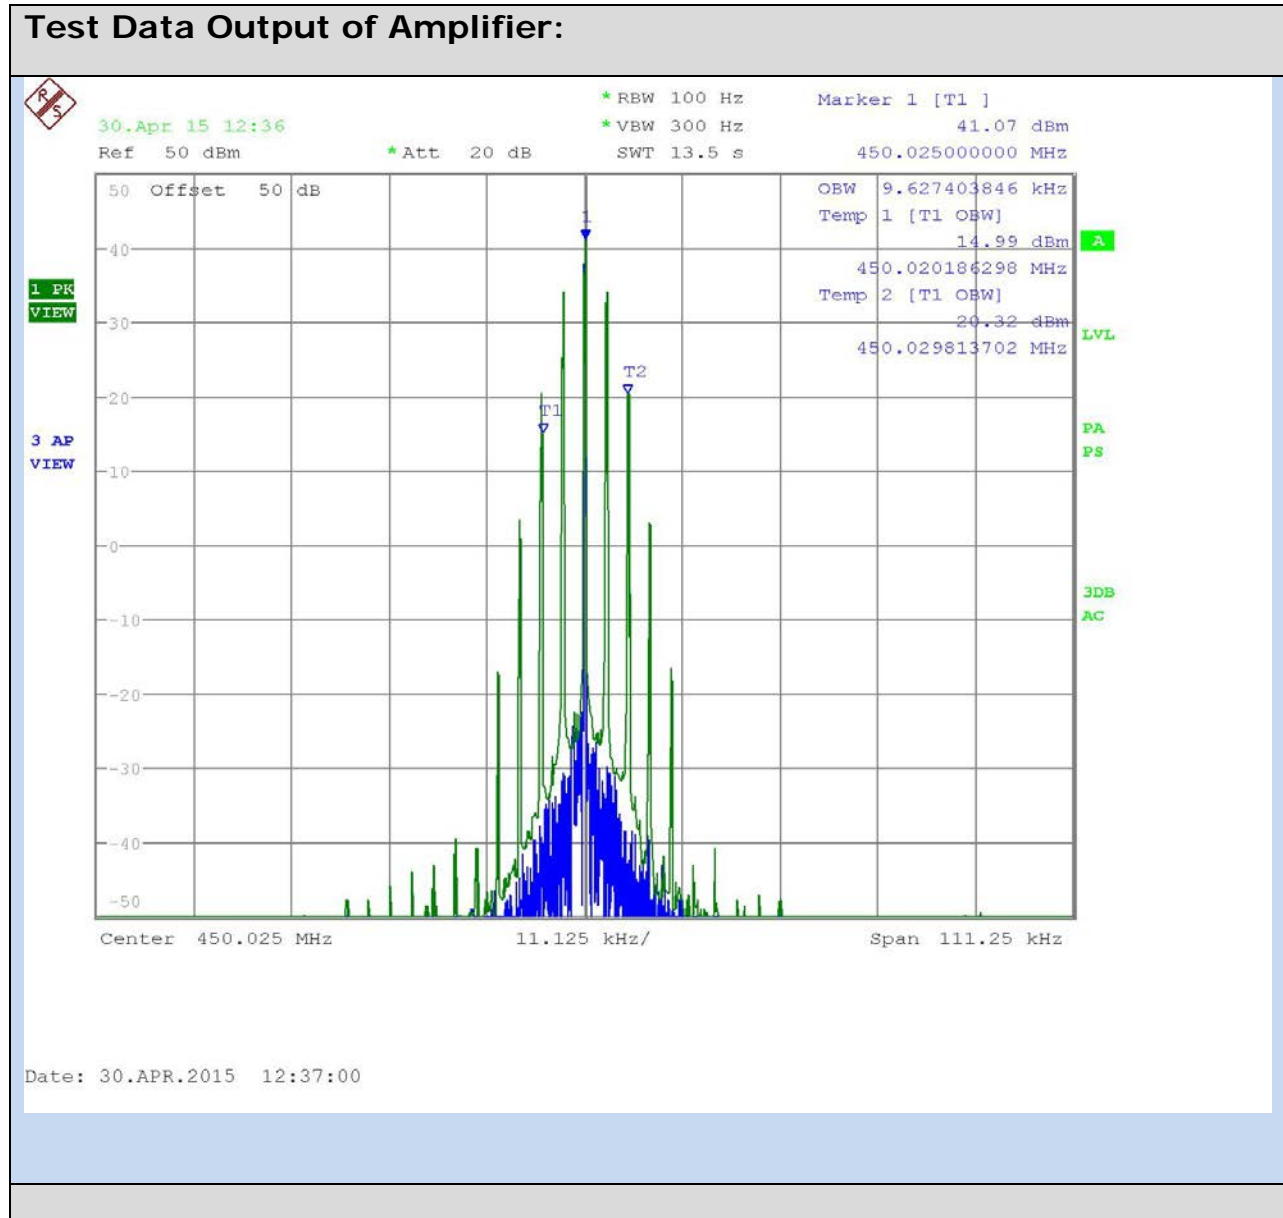 Test Data Output of Amplifier:
R S
* RBW 100 Hz Marker 1 [T1 ]
30.Apr 15 12:36 * VBW 300 Hz 41.07 dBm
Ref 50 dBm * Att 20 dB SWT 13.5 s 450.025000000 MHz
50 Offset 50 dB OBW 9.627403846 kHz
Temp 1 [T1 OBW]
1
40 14.99 dBm A
450.020186298 MHz
1 PK Temp 2 [T1 OBW]
VIEW
30 20.32 dBm
LVL
450.029813702 MHz
T2
20
T1
PA
3 AP
PS
VIEW
10
0
3DB
-10 AC
-20
-30
-40
-50
Center 450.025 MHz 11.125 kHz/ Span 111.25 kHz
Date: 30.APR.2015 12:37:00